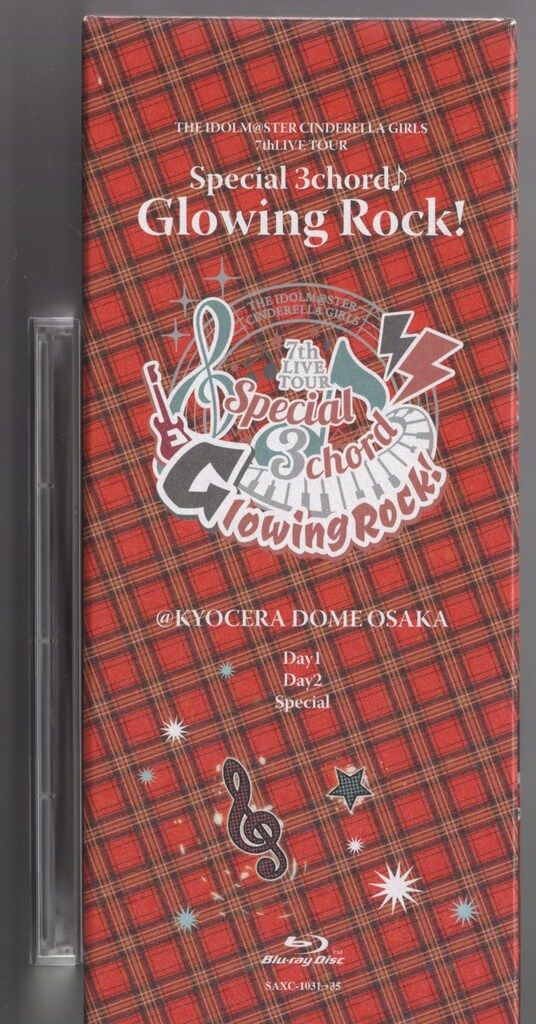 THE IDOLM@STER CINDERELLA GIRLS
7thLIVE TOUR
Special 3chord♪
Glowing Rock!
THE IDOLM@STER
CINDERELLA GIRLS
7th
LIVE
TOUR
Special
3chord
Glowing Rock!
@KYOCERA DOME OSAKA
Day1
Day2
Special
Blu-ray Disc™
SAXC-1031→35